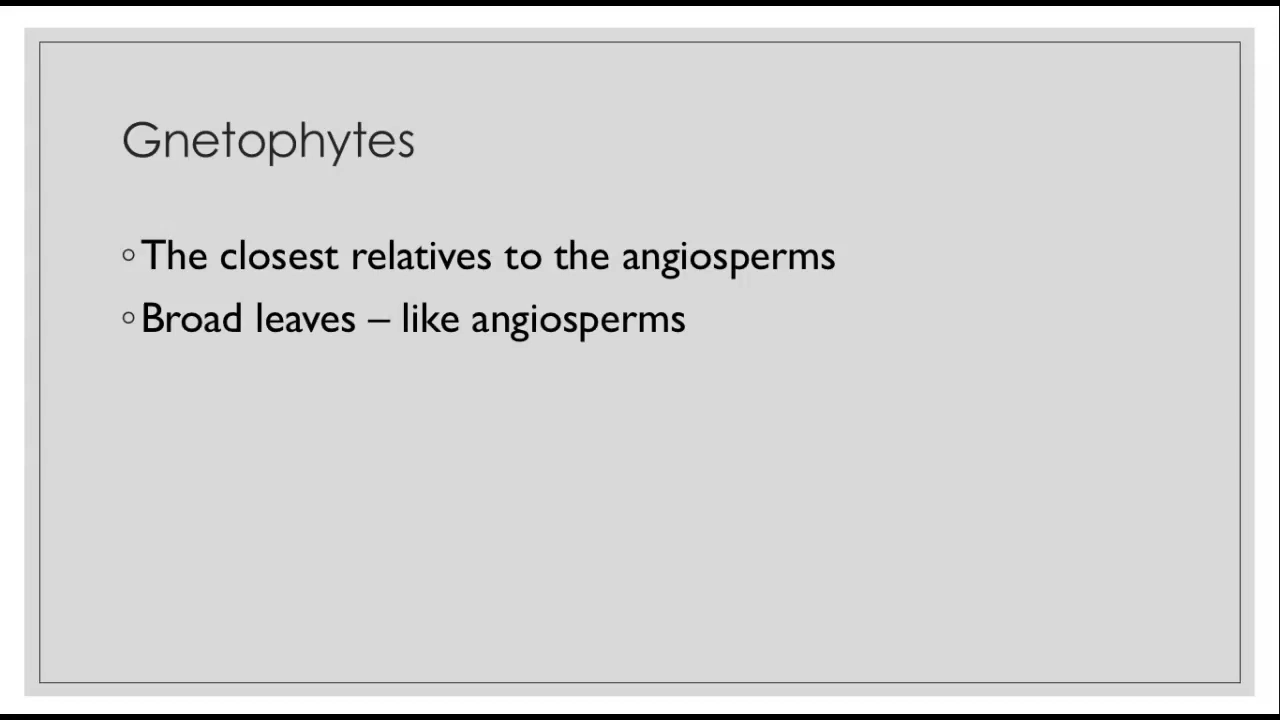 Gnetophytes
◦The closest relatives to the angiosperms
◦Broad leaves – like angiosperms